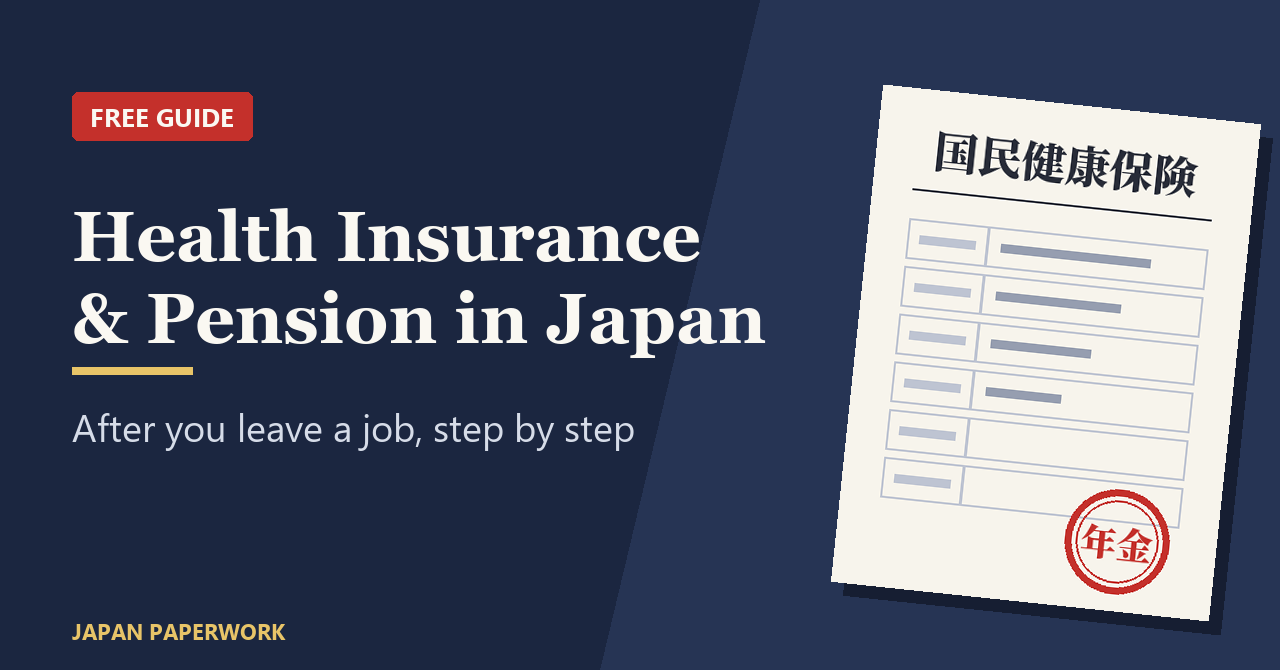 FREE GUIDE
Health Insurance
& Pension in Japan
After you leave a job, step by step
JAPAN PAPERWORK
国民健康保険
年金